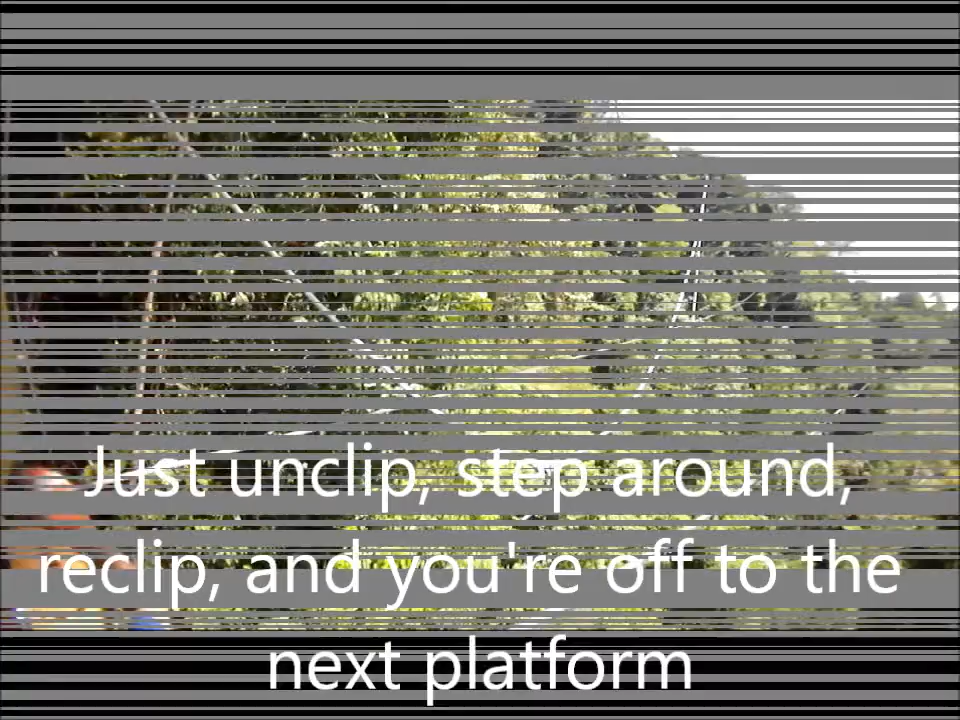 Just unclip, step around,
reclip, and you're off to the
next platform